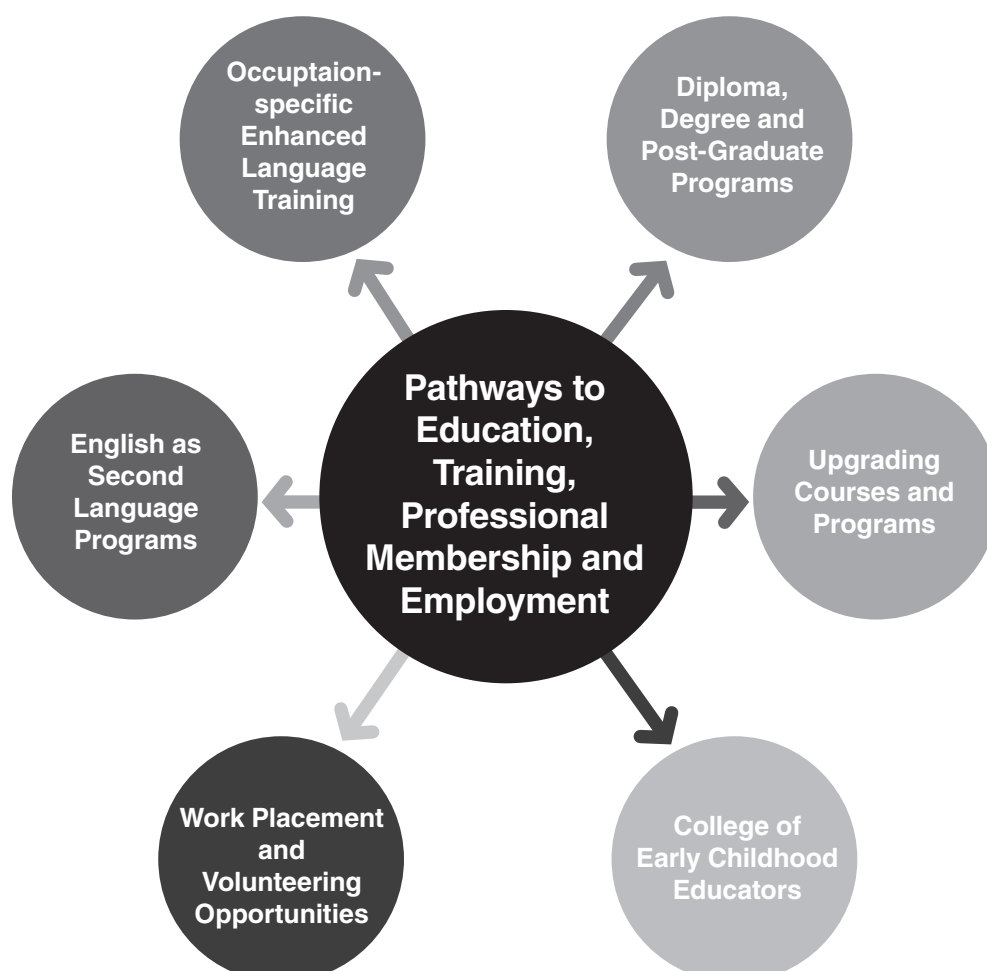 Occuptaion-
specific
Enhanced
Language
Training
Diploma,
Degree and
Post-Graduate
Programs
Pathways to
Education,
Training,
Professional
Membership and
Employment
English as
Second
Language
Programs
Upgrading
Courses and
Programs
Work Placement
and
Volunteering
Opportunities
College of
Early Childhood
Educators